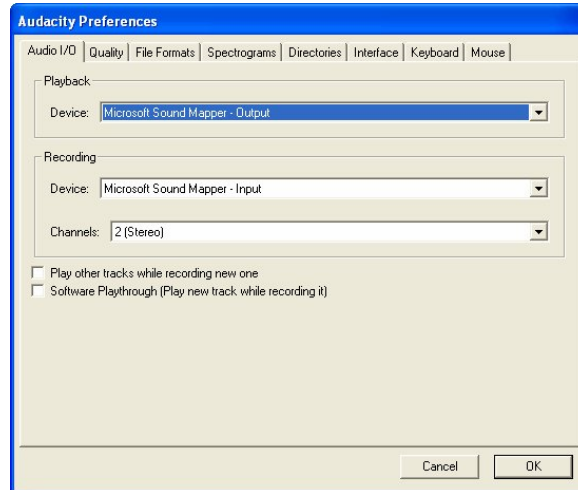 Audacity Preferences
Audio I/O Quality File Formats Spectrograms Directories Interface Keyboard Mouse
Playback
Device: Microsoft Sound Mapper - Output
Recording
Device: Microsoft Sound Mapper - Input
Channels: 2 (Stereo)
Play other tracks while recording new one
Software Playthrough (Play new track while recording it)
Cancel OK